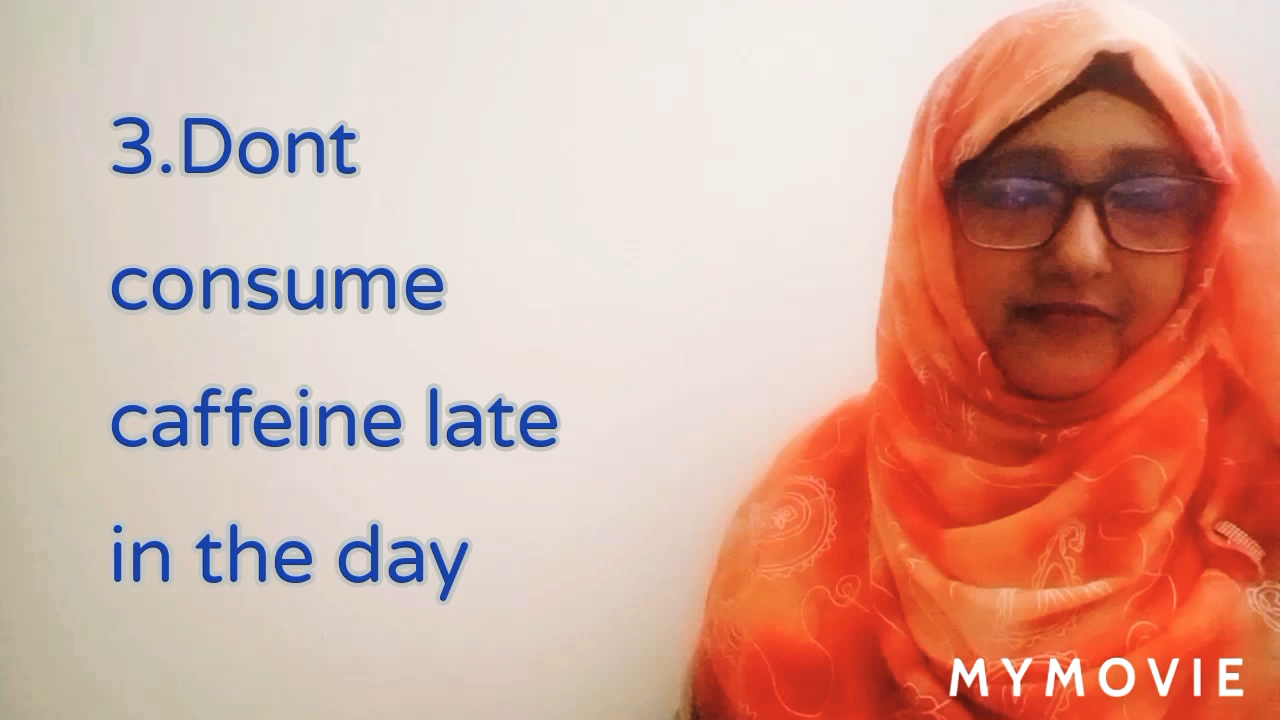 3.Dont
consume
caffeine late
in the day
MYMOVIE